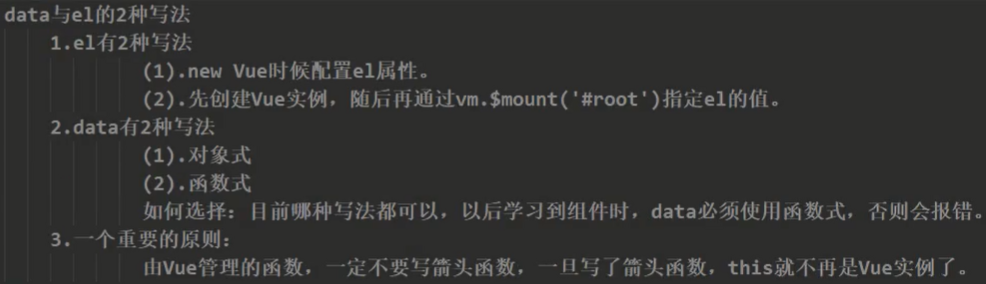 data与el的2种写法
1.el有2种写法
(1).new Vue时候配置el属性。
(2).先创建Vue实例，随后再通过vm.$mount('#root')指定el的值。
2.data有2种写法
(1).对象式
(2).函数式
如何选择：目前哪种写法都可以，以后学习到组件时，data必须使用函数式，否则会报错。
3.一个重要的原则：
由Vue管理的函数，一定不要写箭头函数，一旦写了箭头函数，this就不再是Vue实例了。